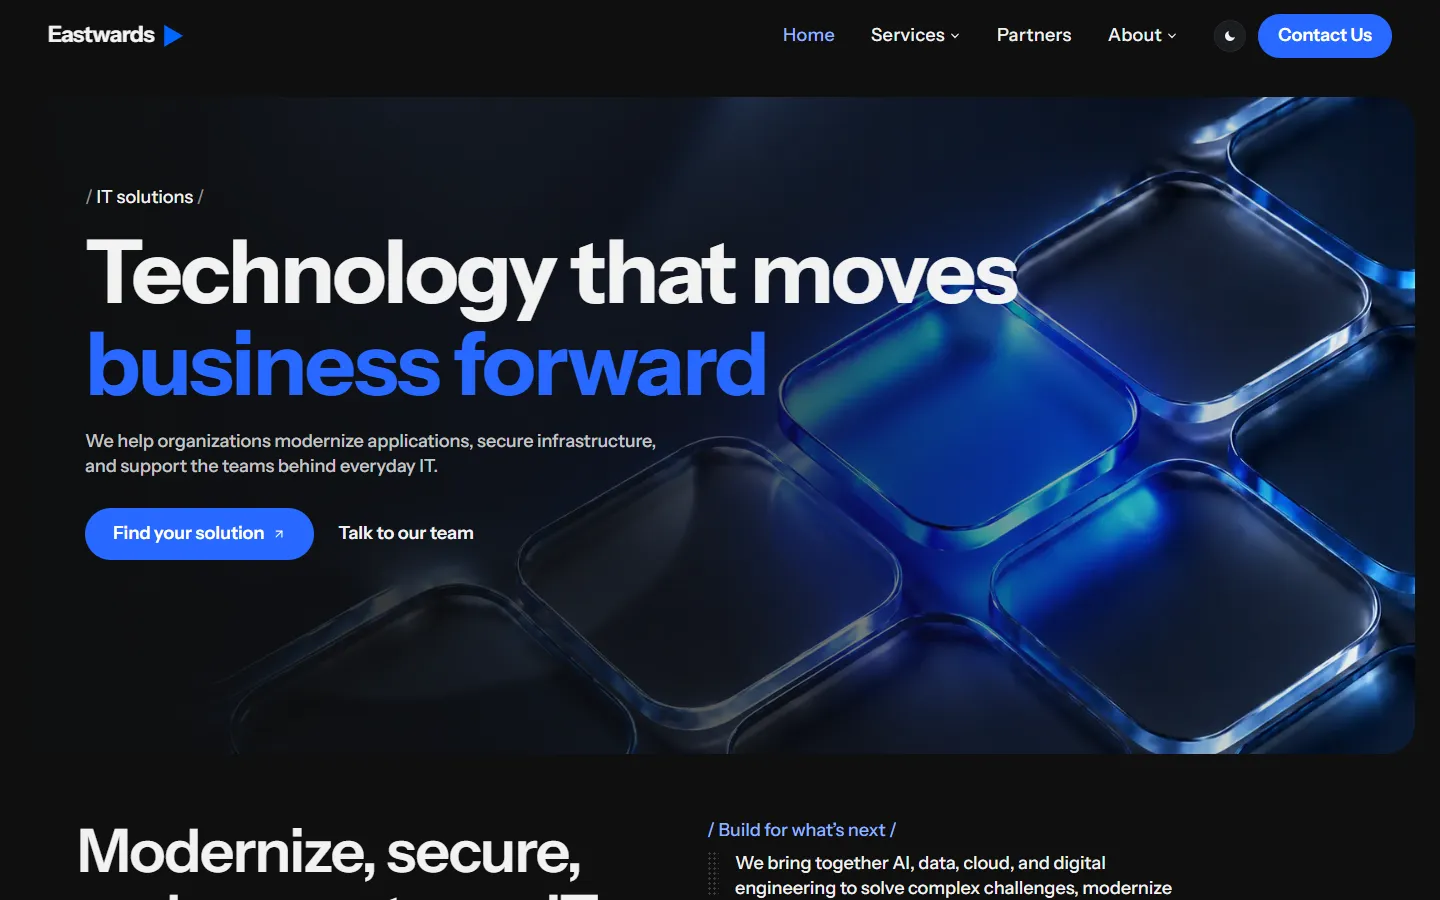 Eastwards
Home
Services
Partners
About
Contact Us
/ IT solutions /
Technology that moves
business forward
We help organizations modernize applications, secure infrastructure,
and support the teams behind everyday IT.
Find your solution
Talk to our team
Modernize, secure,
/ Build for what’s next /
We bring together AI, data, cloud, and digital
engineering to solve complex challenges, modernize